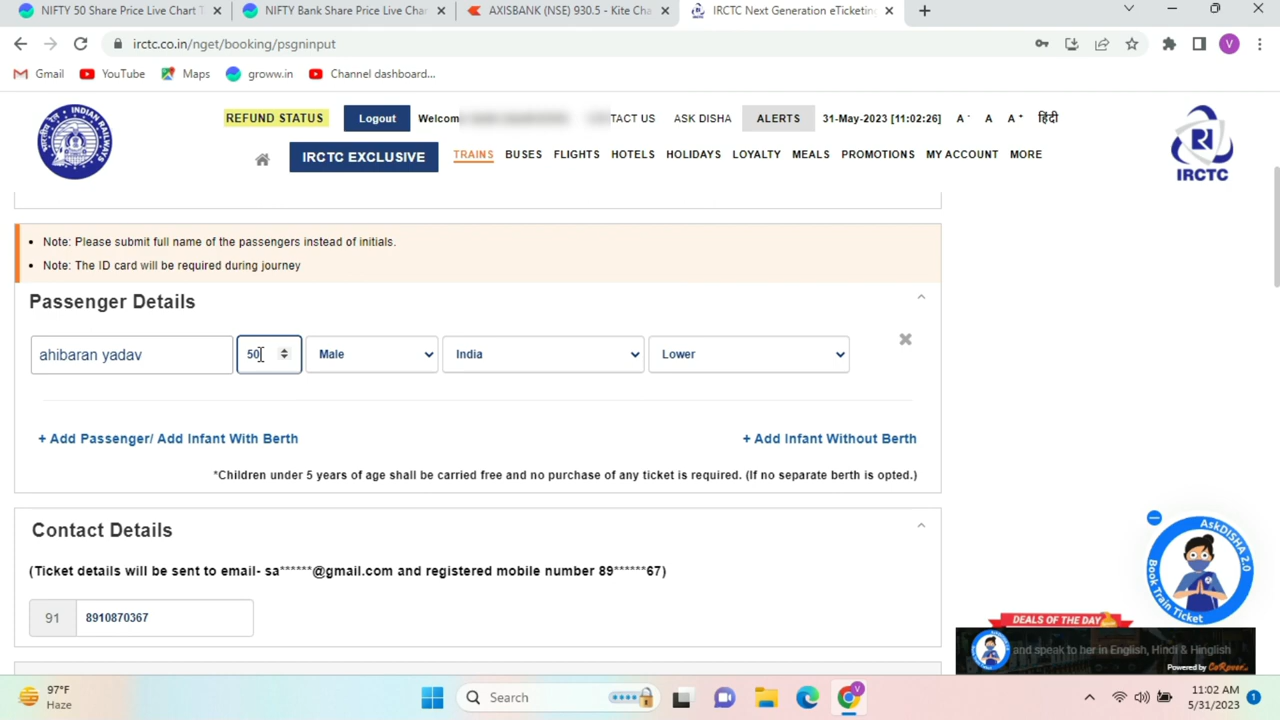 NIFTY 50 Share Price Live Chart T
NIFTY Bank Share Price Live Char
AXISBANK (NSE) 930.5 - Kite Cha
IRCTC Next Generation eTicketing
irctc.co.in/nget/booking/psgninput
V
Gmail YouTube Maps groww.in Channel dashboard...
INDIAN RAILWAYS
REFUND STATUS Logout Welcom TACT US ASK DISHA ALERTS 31-May-2023 [11:02:26] A- A A+ हिंदी
IRCTC EXCLUSIVE TRAINS BUSES FLIGHTS HOTELS HOLIDAYS LOYALTY MEALS PROMOTIONS MY ACCOUNT MORE
IRCTC
Note: Please submit full name of the passengers instead of initials.
Note: The ID card will be required during journey
Passenger Details
ahibaran yadav 50 Male India Lower
+ Add Passenger/ Add Infant With Berth + Add Infant Without Berth
*Children under 5 years of age shall be carried free and no purchase of any ticket is required. (If no separate berth is opted.)
Contact Details
(Ticket details will be sent to email- sa******@gmail.com and registered mobile number 89******67)
91 8910870367
AskDISHA 2.0
Book Train Ticket
DEALS OF THE DAY
and speak to her in English, Hindi & Hinglish
Powered by CoRover
97°F
Haze
Search
V
11:02 AM
5/31/2023
1